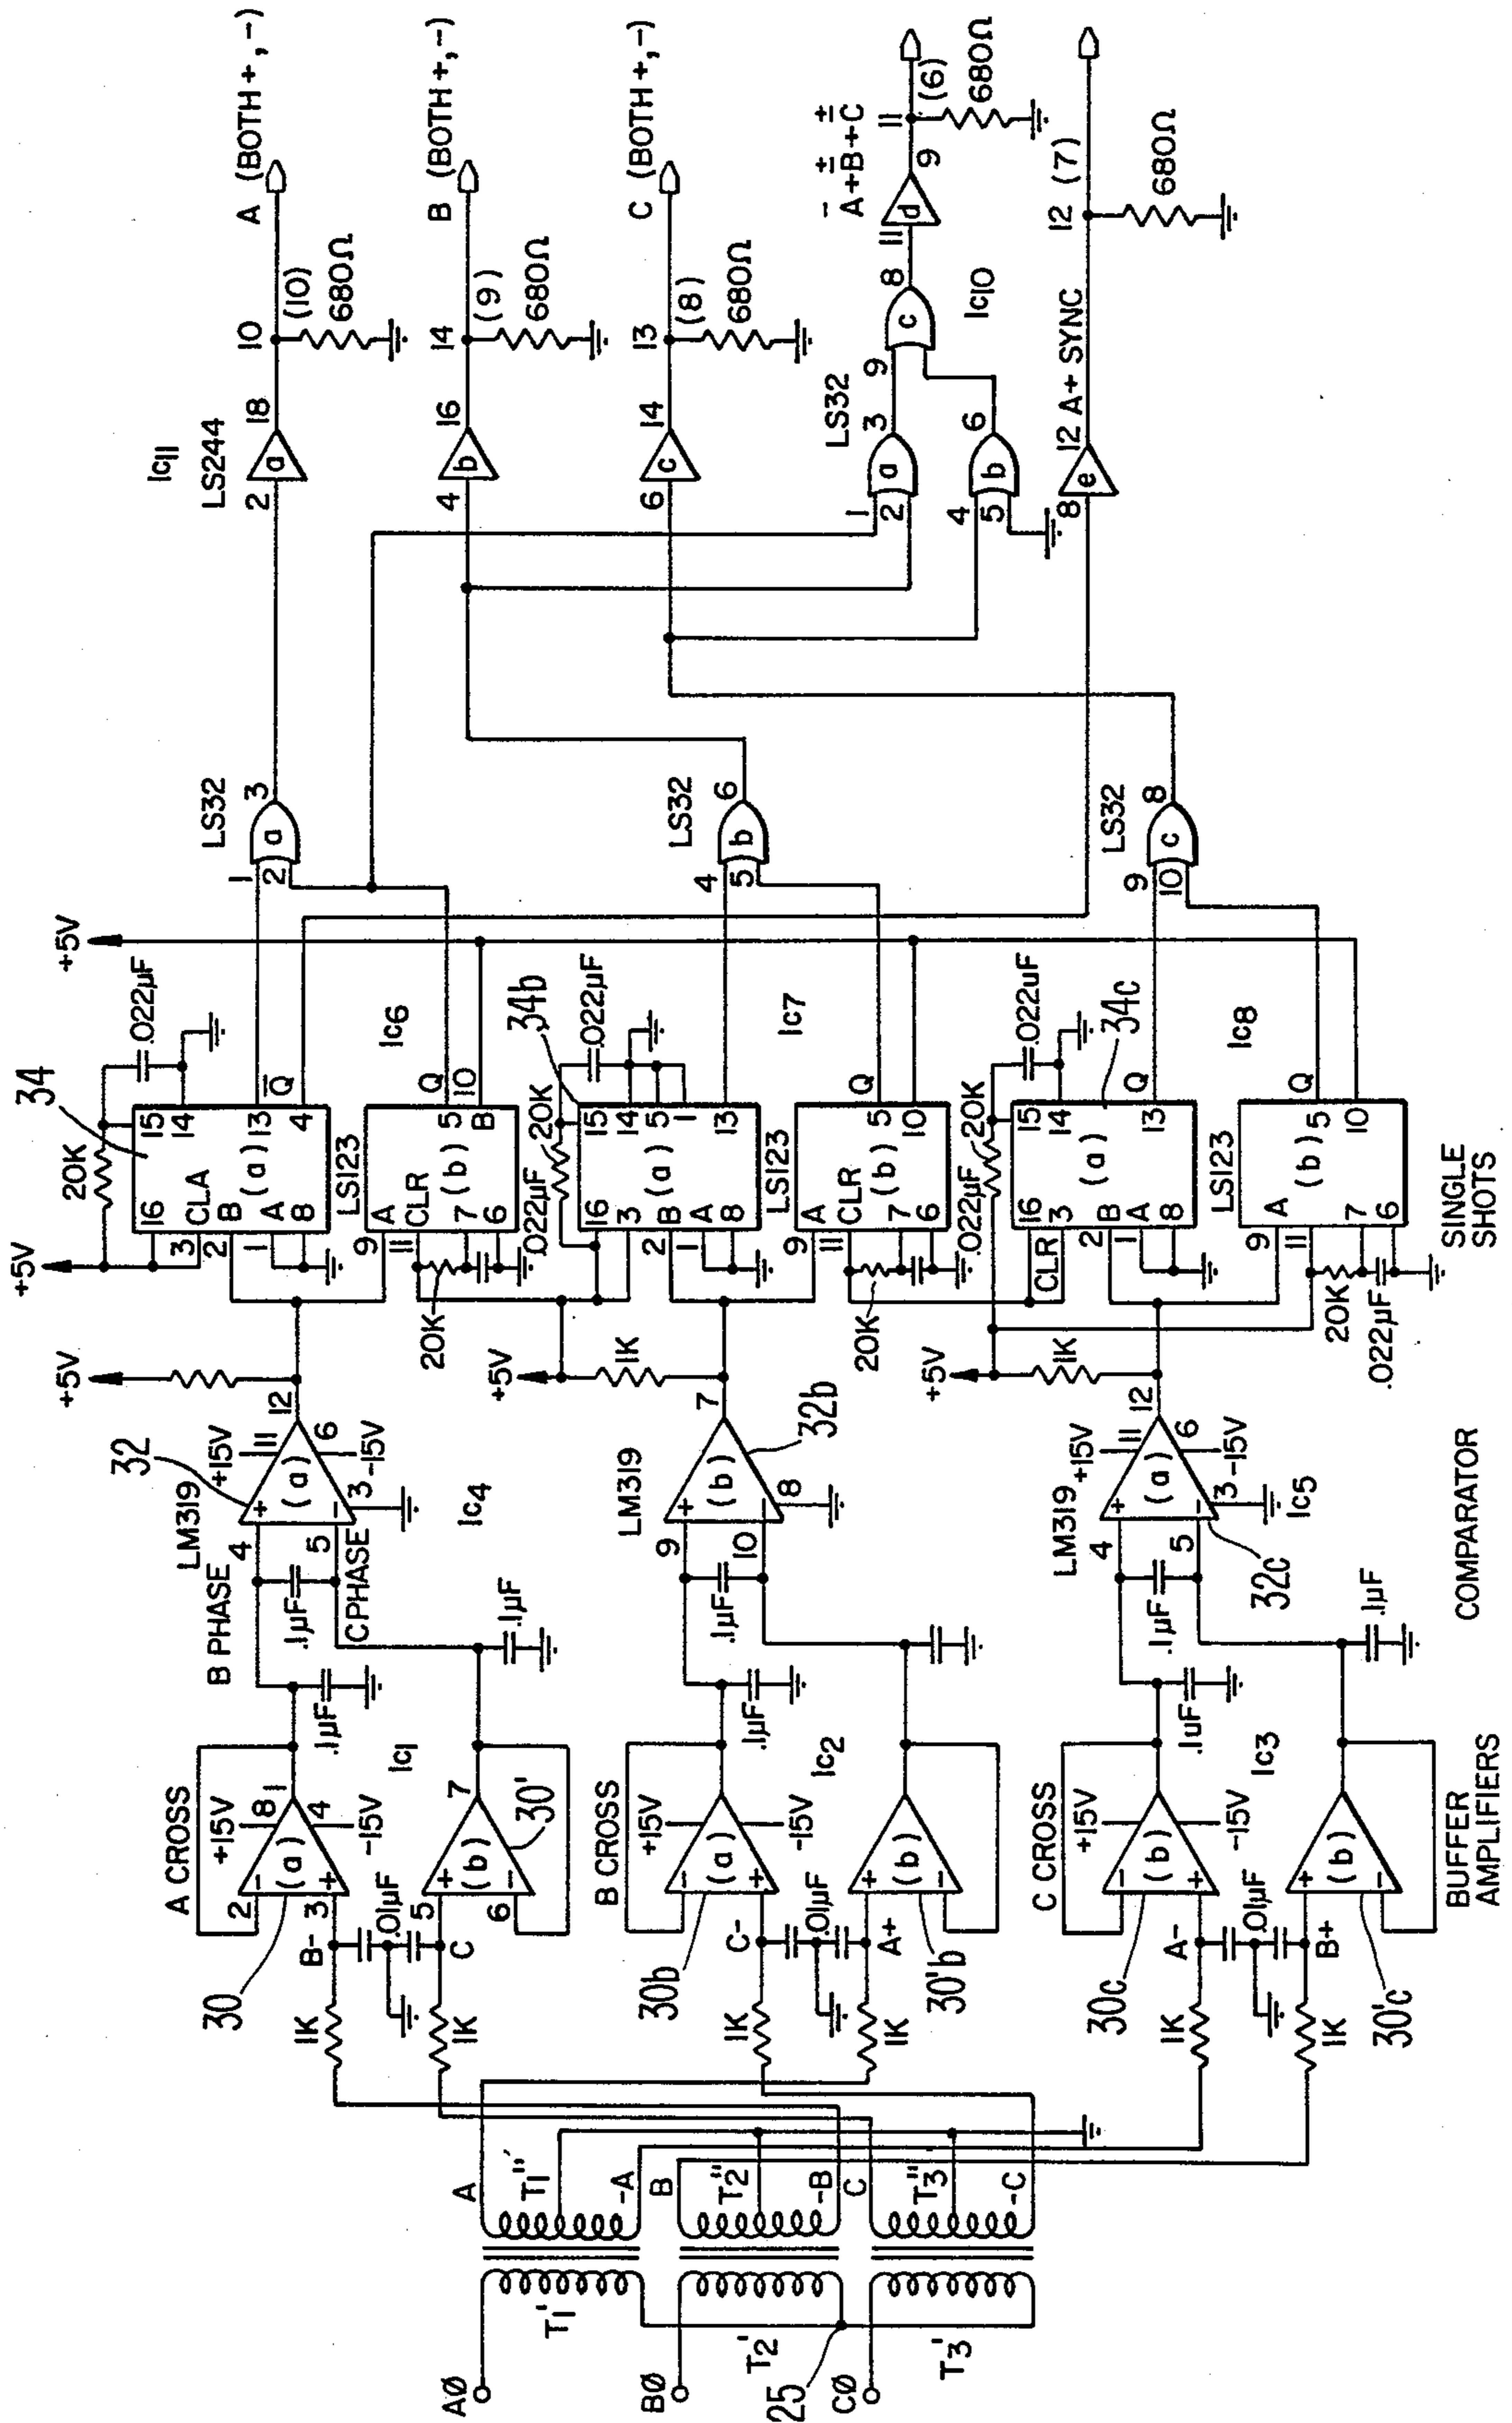 AØ
BØ
CØ
25
T1'
T2'
T3'
A
T1''
-A
B
T2''
-B
C
T3''
-C
A CROSS
+15V
2
-
(a)
8
1
3
+
4
-15V
30
B-
1K
.01µF
C
1K
5
+
(b)
7
6
-
30'
Ic1
.1µF
.1µF
B PHASE
.1µF
C PHASE
LM319
32
+15V
11
4
+
(a)
12
5
-
6
3
-15V
Ic4
+5V
B CROSS
+15V
-
(a)
+
-15V
30b
C-
1K
.01µF
A+
1K
+
(b)
-
30'b
Ic2
.1µF
.1µF
LM319
9
+
(b)
7
10
-
8
32b
+5V
1K
C CROSS
+15V
-
(b)
+
-15V
30c
A-
1K
.01µF
B+
1K
+
(b)
-
30'c
Ic3
.1uF
.1µF
.1µF
LM319
+15V
11
4
+
(a)
12
5
-
6
3
-15V
32c
Ic5
+5V
1K
BUFFER
AMPLIFIERS
COMPARATOR
SINGLE
SHOTS
+5V
20K
34
.022µF
16
15
14
3
CLA
2
B
(a)
13
1
A
Q̅
8
4
LS123
Ic6
9
A
11
CLR
(b)
Q
5
7
B
10
6
20K
.022µF
+5V
20K
34b
.022µF
16
15
14
3
5
2
B
(a)
1
1
A
13
8
LS123
Ic7
9
A
11
CLR
(b)
Q
5
7
10
6
20K
.022µF
20K
.022uF
34c
16
15
14
3
CLR
2
B
(a)
Q
13
1
A
8
LS123
Ic8
9
A
11
(b)
Q
5
7
10
6
20K
.022µF
LS32
1
2
a
3
LS32
4
5
b
6
LS32
9
10
c
8
Ic11
LS244
2
a
18
10
(10)
680Ω
A (BOTH +,-)
4
b
16
14
(9)
680Ω
B (BOTH +,-)
6
c
14
13
(8)
680Ω
C (BOTH +,-)
LS32
1
2
a
3
9
4
5
b
6
c
8
Ic10
11
d
9
11
(6)
680Ω
-A+±B+±C
8
e
12
A+ SYNC
12
(7)
680Ω